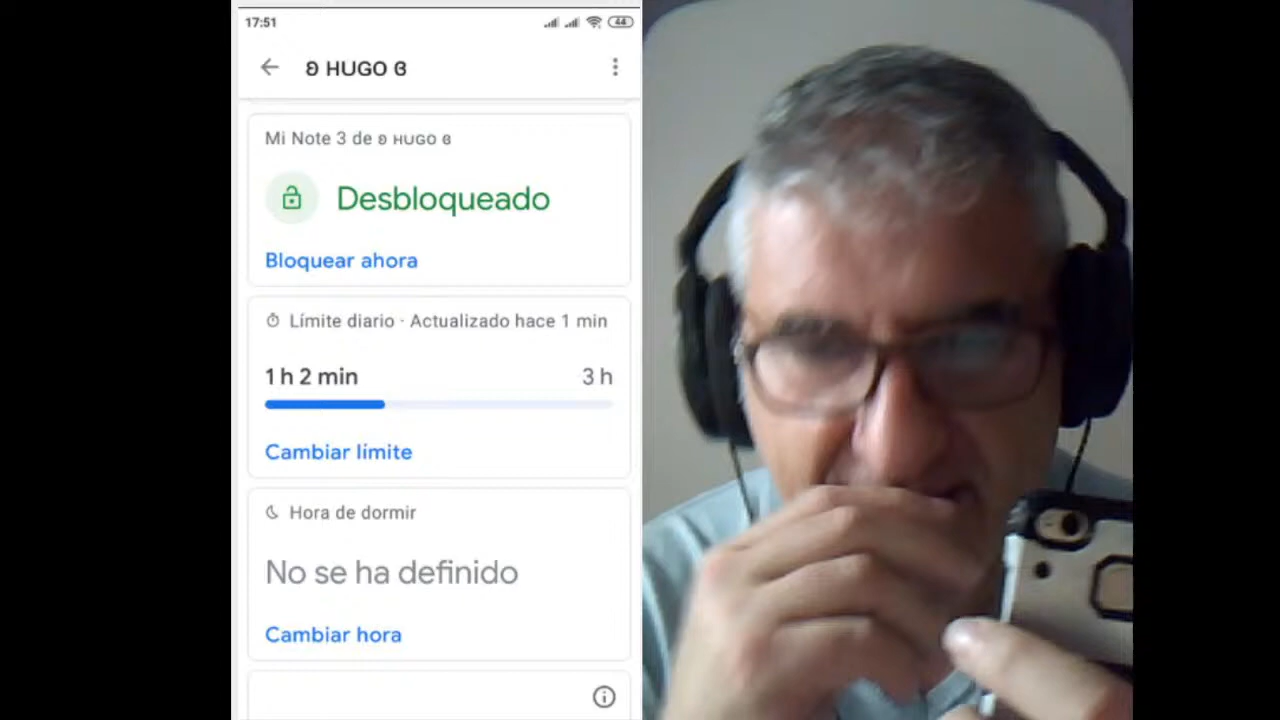 17:51
44
ʚ HUGO ɞ
Mi Note 3 de ʚ HUGO ɞ
Desbloqueado
Bloquear ahora
Límite diario · Actualizado hace 1 min
1 h 2 min 3 h
Cambiar límite
Hora de dormir
No se ha definido
Cambiar hora